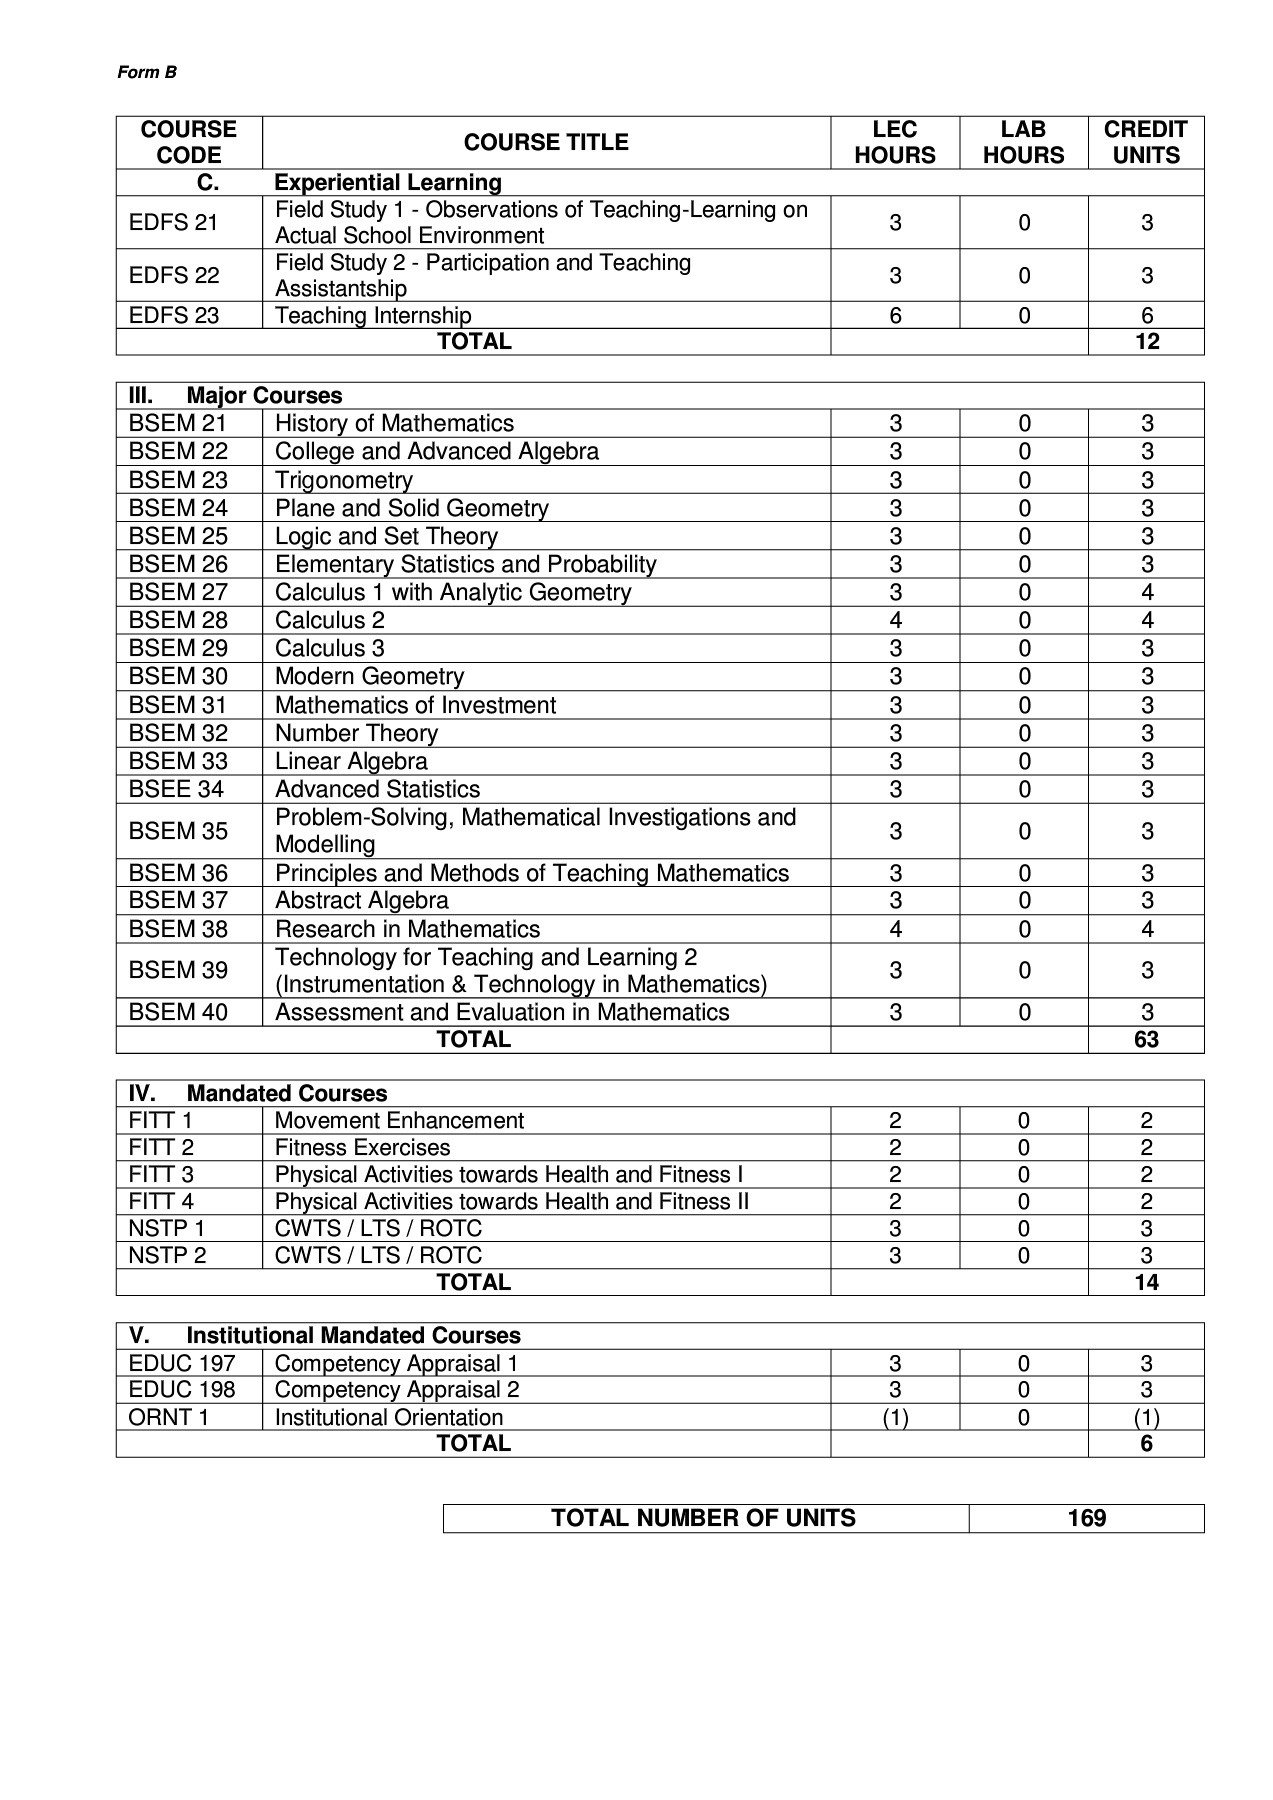 Form B
COURSE CODE COURSE TITLE LEC HOURS LAB HOURS CREDIT UNITS
C. Experiential Learning
EDFS 21 Field Study 1 - Observations of Teaching-Learning on Actual School Environment 3 0 3
EDFS 22 Field Study 2 - Participation and Teaching Assistantship 3 0 3
EDFS 23 Teaching Internship 6 0 6
TOTAL 12
III. Major Courses
BSEM 21 History of Mathematics 3 0 3
BSEM 22 College and Advanced Algebra 3 0 3
BSEM 23 Trigonometry 3 0 3
BSEM 24 Plane and Solid Geometry 3 0 3
BSEM 25 Logic and Set Theory 3 0 3
BSEM 26 Elementary Statistics and Probability 3 0 3
BSEM 27 Calculus 1 with Analytic Geometry 3 0 4
BSEM 28 Calculus 2 4 0 4
BSEM 29 Calculus 3 3 0 3
BSEM 30 Modern Geometry 3 0 3
BSEM 31 Mathematics of Investment 3 0 3
BSEM 32 Number Theory 3 0 3
BSEM 33 Linear Algebra 3 0 3
BSEE 34 Advanced Statistics 3 0 3
BSEM 35 Problem-Solving, Mathematical Investigations and Modelling 3 0 3
BSEM 36 Principles and Methods of Teaching Mathematics 3 0 3
BSEM 37 Abstract Algebra 3 0 3
BSEM 38 Research in Mathematics 4 0 4
BSEM 39 Technology for Teaching and Learning 2 (Instrumentation & Technology in Mathematics) 3 0 3
BSEM 40 Assessment and Evaluation in Mathematics 3 0 3
TOTAL 63
IV. Mandated Courses
FITT 1 Movement Enhancement 2 0 2
FITT 2 Fitness Exercises 2 0 2
FITT 3 Physical Activities towards Health and Fitness I 2 0 2
FITT 4 Physical Activities towards Health and Fitness II 2 0 2
NSTP 1 CWTS / LTS / ROTC 3 0 3
NSTP 2 CWTS / LTS / ROTC 3 0 3
TOTAL 14
V. Institutional Mandated Courses
EDUC 197 Competency Appraisal 1 3 0 3
EDUC 198 Competency Appraisal 2 3 0 3
ORNT 1 Institutional Orientation (1) 0 (1)
TOTAL 6
TOTAL NUMBER OF UNITS 169